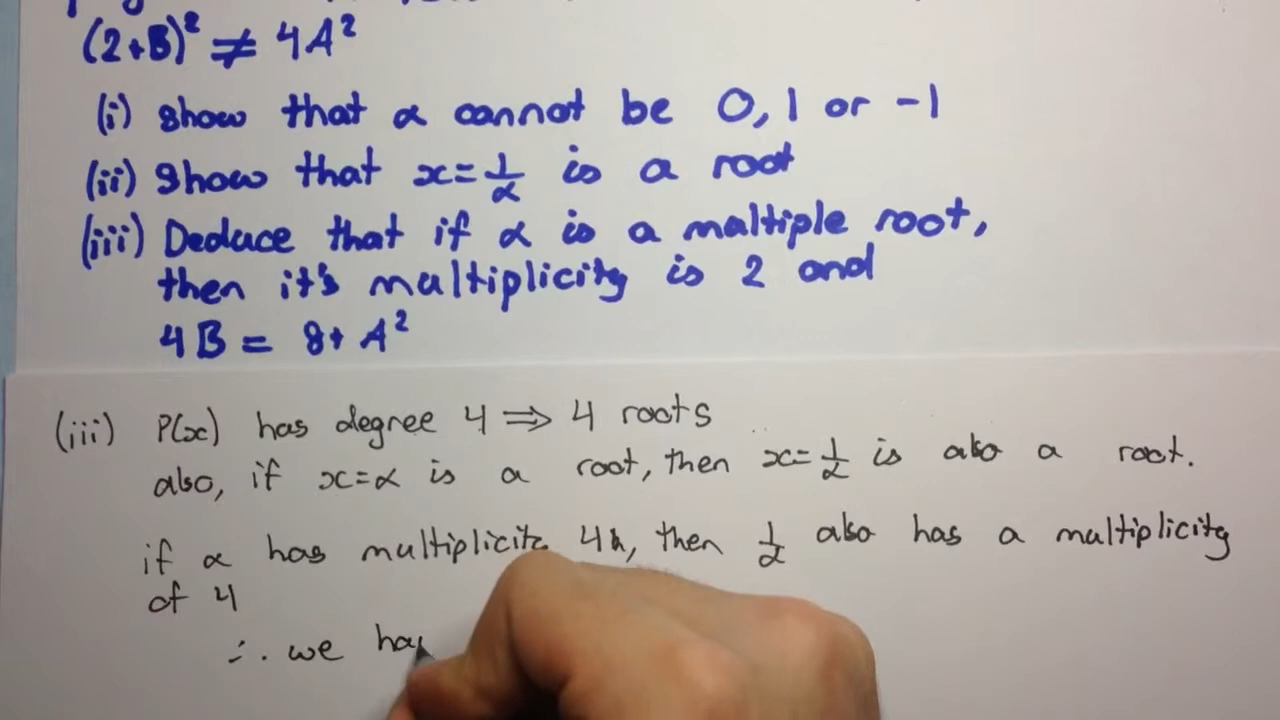 (2+B)² ≠ 4A²
(i) show that α cannot be 0, 1 or -1
(ii) Show that x=1/α is a root
(iii) Deduce that if α is a multiple root,
then it's multiplicity is 2 and
4B = 8+ A²
(iii) P(x) has degree 4 ⇒ 4 roots
also, if x=α is a root, then x=1/α is also a root.
if α has multiplicity 4, then 1/α also has a multiplicity
of 4
∴ we hav